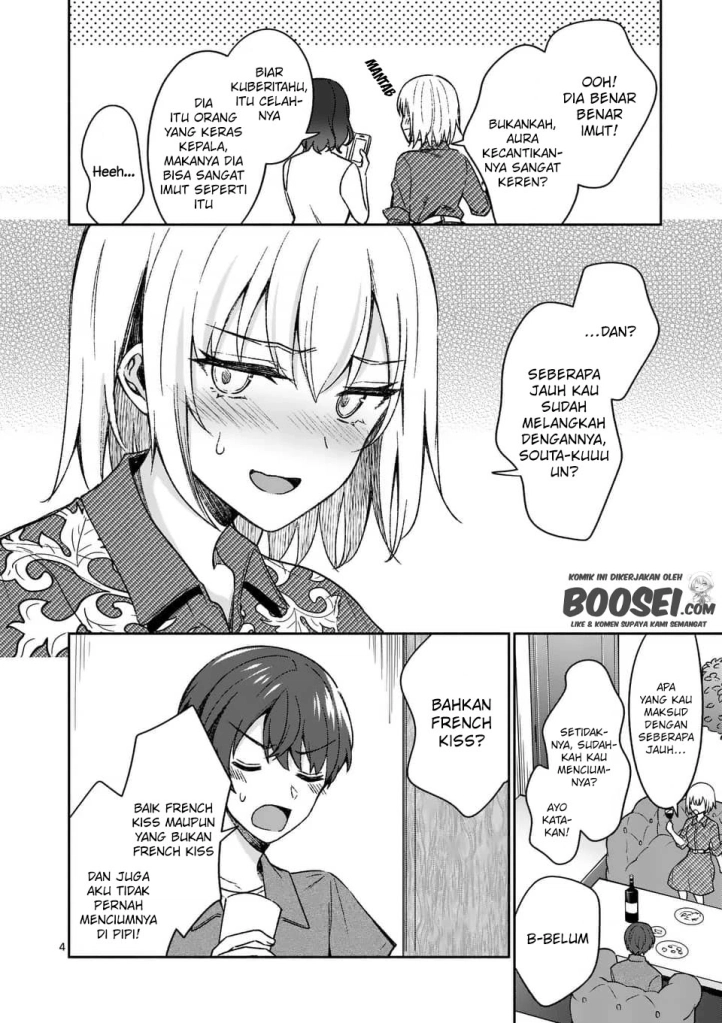 OOH!
DIA BENAR
BENAR
IMUT!
BUKANKAH,
AURA
KECANTIKAN-
NYA SANGAT
KEREN?
MANTAB
BIAR
KUBERITAHU,
ITU CELAH-
NYA
DIA
ITU ORANG
YANG KERAS
KEPALA,
MAKANYA DIA
BISA SANGAT
IMUT SEPERTI
ITU
Heeh...
...DAN?
SEBERAPA
JAUH KAU
SUDAH
MELANGKAH
DENGANNYA,
SOUTA-KUUU
UN?
KOMIK INI DIKERJAKAN OLEH
BOOSEI.COM
LIKE & KOMEN SUPAYA KAMI SEMANGAT
APA
YANG KAU
MAKSUD
DENGAN
SEBERAPA
JAUH...
SETIDAK-
NYA, SUDAH-
KAH KAU
MENCIUM-
NYA?
AYO
KATA-
KAN!
B-BELUM
BAHKAN
FRENCH
KISS?
BAIK FRENCH
KISS MAUPUN
YANG BUKAN
FRENCH KISS
DAN JUGA
AKU TIDAK
PERNAH
MENCIUMNYA
DI PIPI!
4